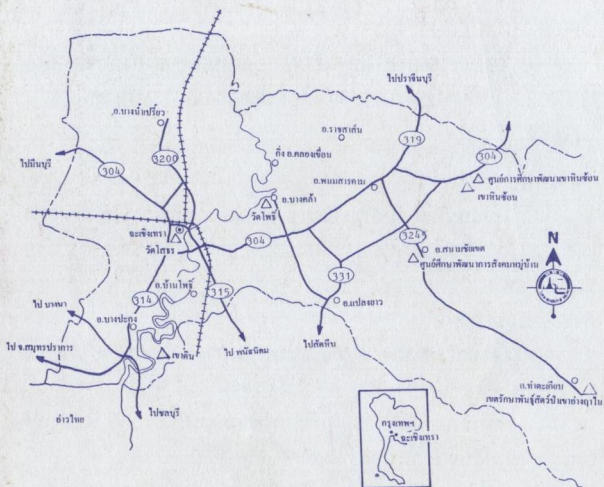 ไปปราจีนบุรี
อ.บางน้ำเปรี้ยว
อ.ราชสาส์น
319
3200
ไปมีนบุรี
304
กิ่ง อ.คลองเขื่อน
304
ศูนย์การศึกษาพัฒนาเขาหินซ้อน
อ.พนมสารคาม
เขาหินซ้อน
อ.บางคล้า
วัดโพธิ์
ฉะเชิงเทรา
วัดโสธร
304
3245
อ.สนามชัยเขต
ศูนย์ศึกษาพัฒนาการสังคมหมู่บ้าน
N
331
314
อ.บ้านโพธิ์
315
อ.แปลงยาว
ไป บางนา
อ.บางปะกง
ไป จ.สมุทรปราการ
เขาดิน
ไป พนัสนิคม
ไปสัตหีบ
อ.ท่าตะเกียบ
เขตรักษาพันธุ์สัตว์ป่าเขาอ่างฤาไน
อ่าวไทย
ไปชลบุรี
กรุงเทพฯ
ฉะเชิงเทรา